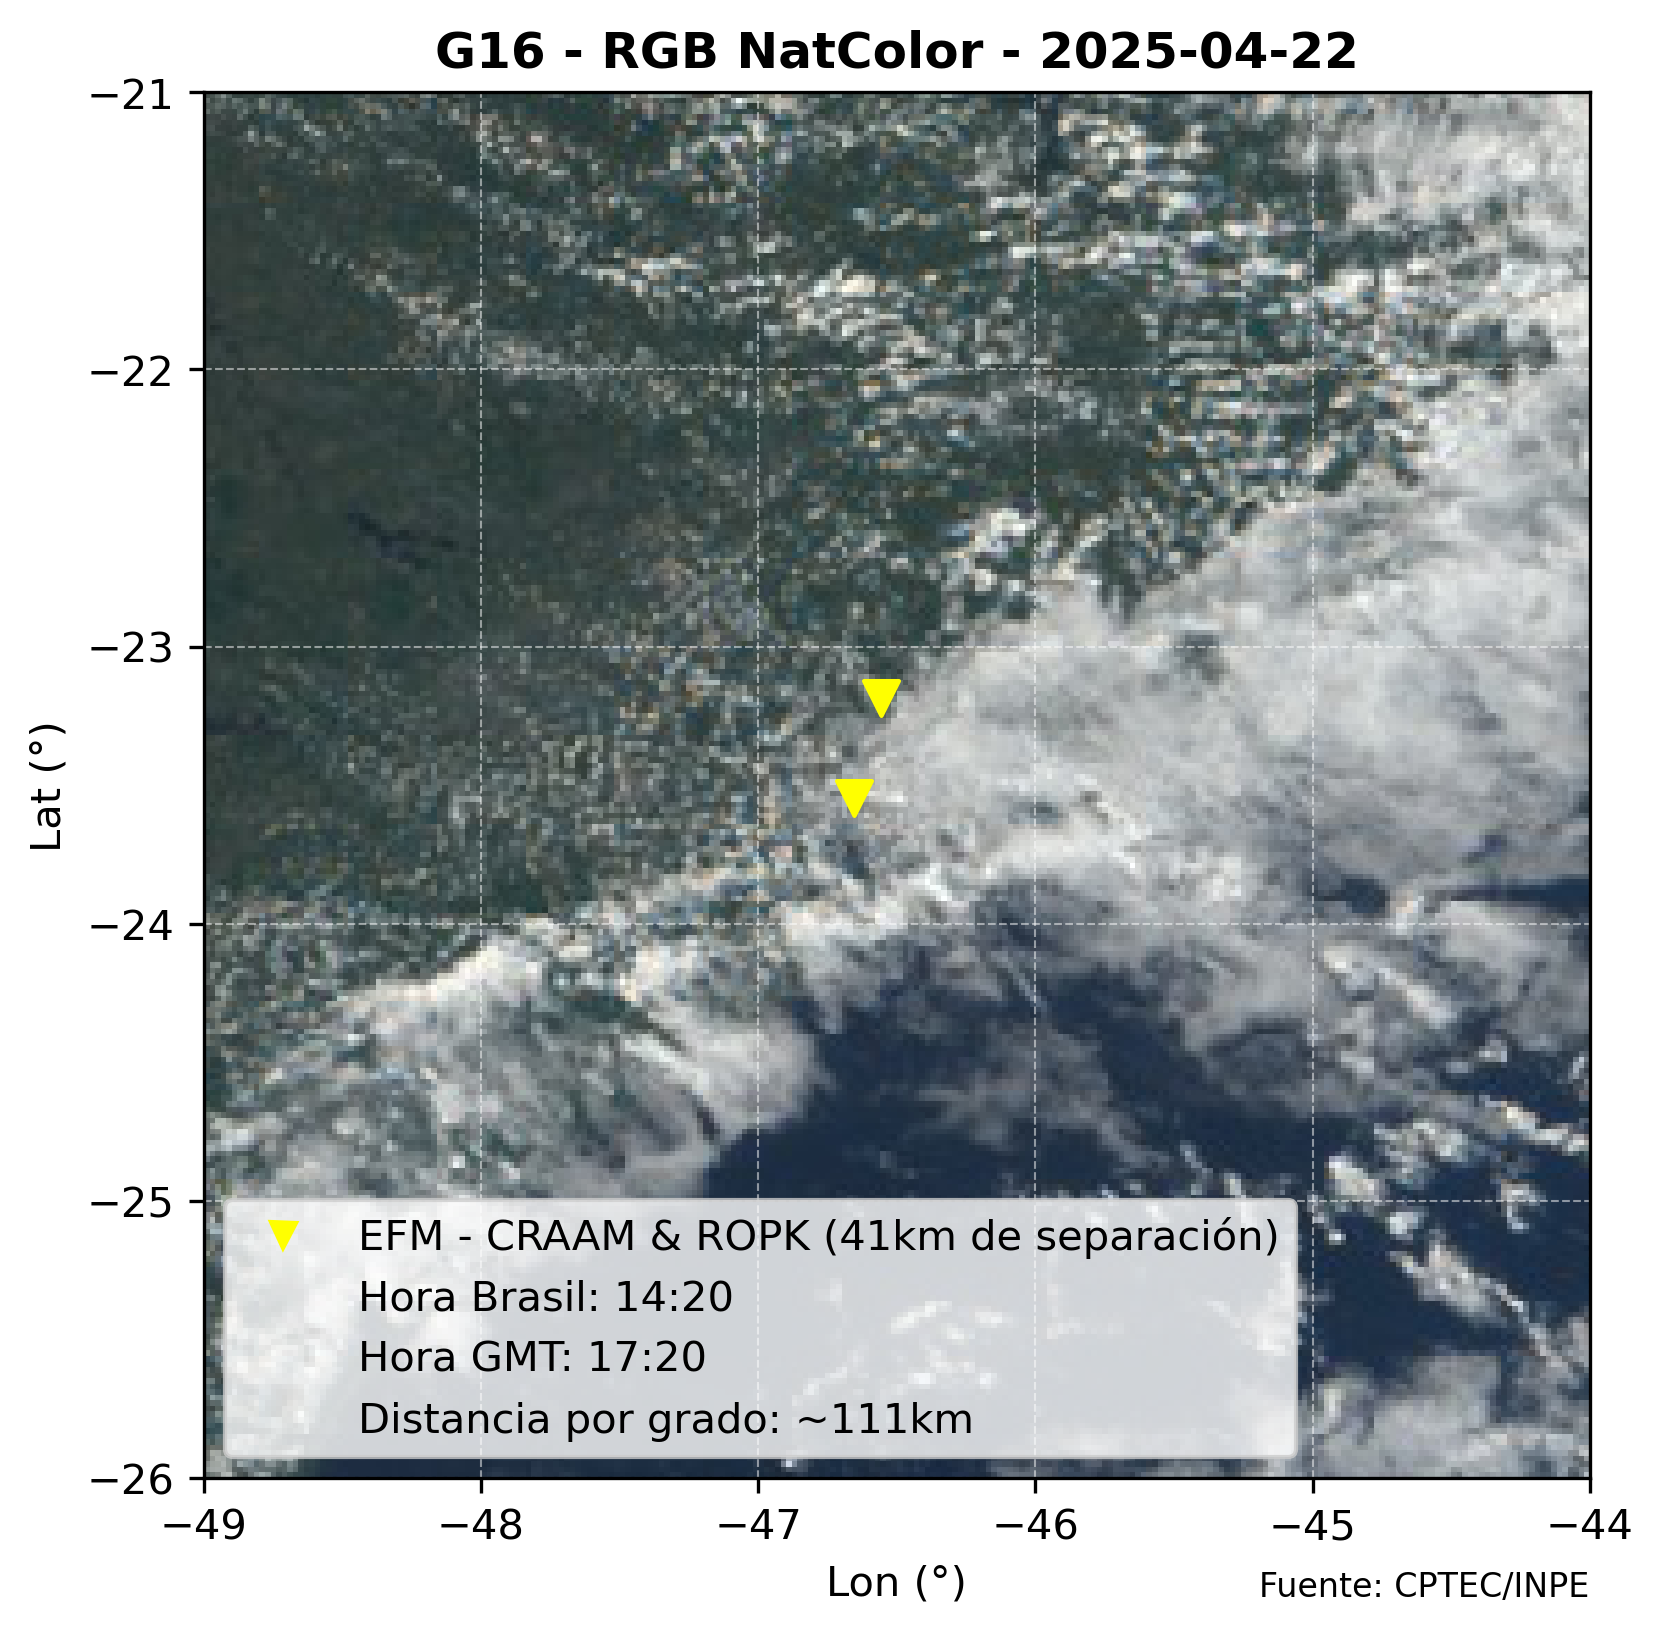 G16 - RGB NatColor - 2025-04-22
−21
−22
−23
−24
−25
−26
Lat (°)
EFM - CRAAM & ROPK (41km de separación)
Hora Brasil: 14:20
Hora GMT: 17:20
Distancia por grado: ~111km
−49 −48 −47 −46 −45 −44
Lon (°)
Fuente: CPTEC/INPE